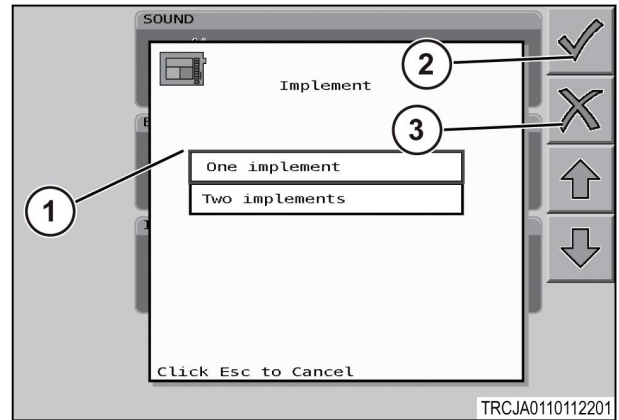 SOUND
Implement
2
3
One implement
1
Two implements
Click Esc to Cancel
TRCJA0110112201